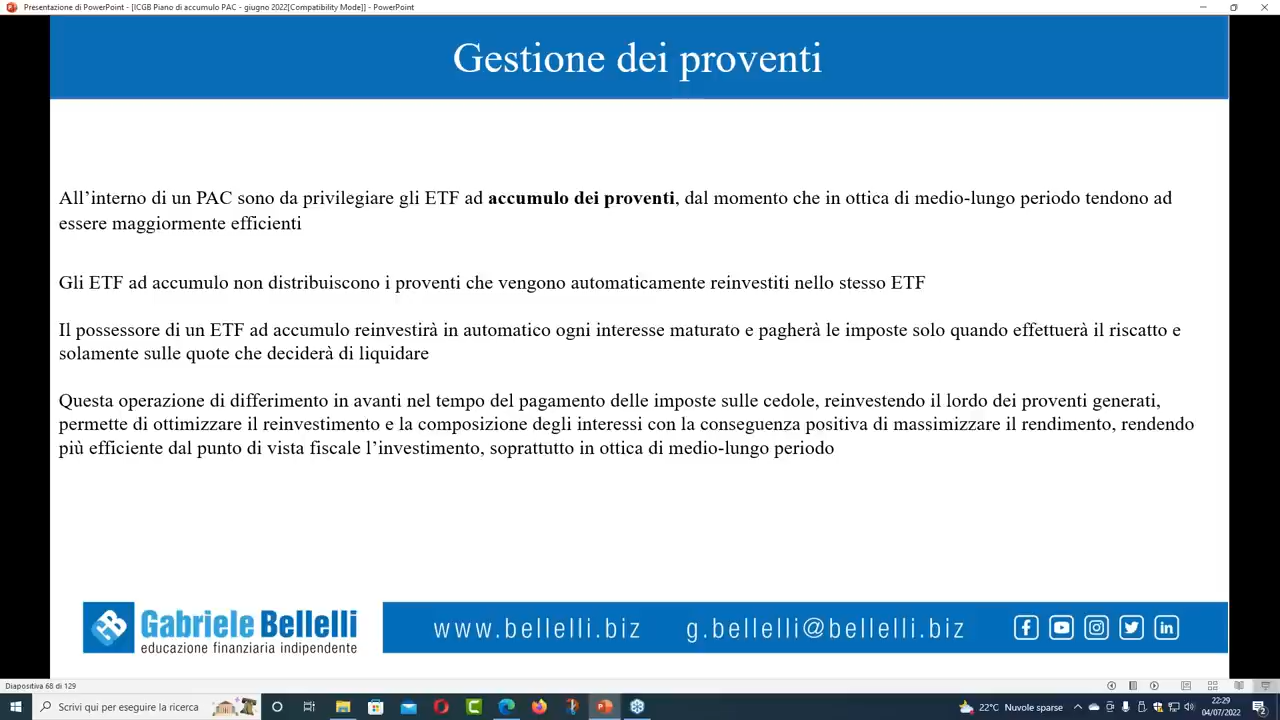 Presentazione di PowerPoint - [ICGB Piano di accumulo PAC - giugno 2022[Compatibility Mode]] - PowerPoint
Gestione dei proventi
All’interno di un PAC sono da privilegiare gli ETF ad accumulo dei proventi, dal momento che in ottica di medio-lungo periodo tendono ad
essere maggiormente efficienti
Gli ETF ad accumulo non distribuiscono i proventi che vengono automaticamente reinvestiti nello stesso ETF
Il possessore di un ETF ad accumulo reinvestirà in automatico ogni interesse maturato e pagherà le imposte solo quando effettuerà il riscatto e
solamente sulle quote che deciderà di liquidare
Questa operazione di differimento in avanti nel tempo del pagamento delle imposte sulle cedole, reinvestendo il lordo dei proventi generati,
permette di ottimizzare il reinvestimento e la composizione degli interessi con la conseguenza positiva di massimizzare il rendimento, rendendo
più efficiente dal punto di vista fiscale l’investimento, soprattutto in ottica di medio-lungo periodo
Gabriele Bellelli
educazione finanziaria indipendente
www.bellelli.biz g.bellelli@bellelli.biz
Diapositiva 68 di 129
Scrivi qui per eseguire la ricerca
22°C Nuvole sparse
22:29
04/07/2022